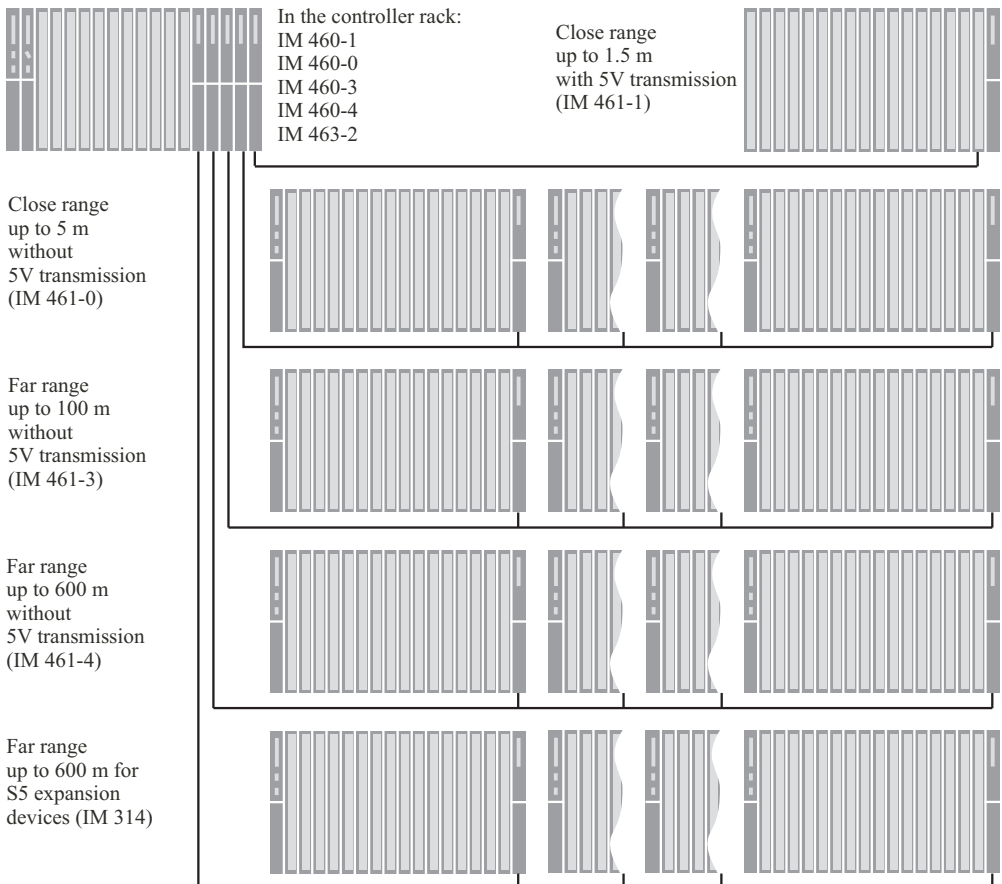 In the controller rack:
IM 460-1
IM 460-0
IM 460-3
IM 460-4
IM 463-2
Close range
up to 1.5 m
with 5V transmission
(IM 461-1)
Close range
up to 5 m
without
5V transmission
(IM 461-0)
Far range
up to 100 m
without
5V transmission
(IM 461-3)
Far range
up to 600 m
without
5V transmission
(IM 461-4)
Far range
up to 600 m for
S5 expansion
devices (IM 314)